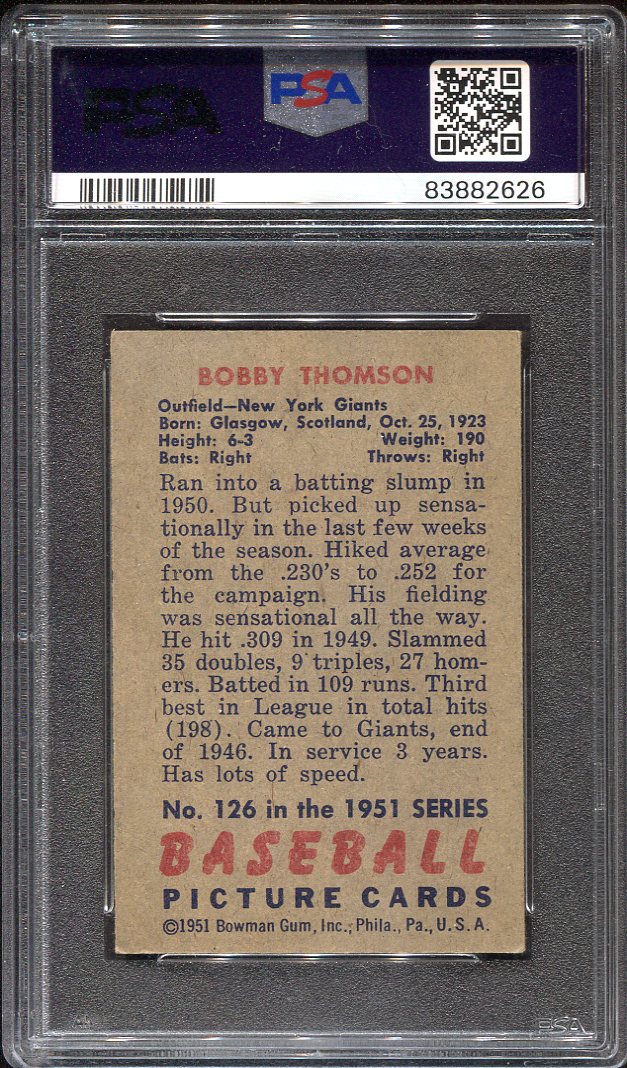 PSA
PSA
83882626
BOBBY THOMSON
Outfield—New York Giants
Born: Glasgow, Scotland, Oct. 25, 1923
Height: 6-3 Weight: 190
Bats: Right Throws: Right
Ran into a batting slump in
1950. But picked up sensa-
tionally in the last few weeks
of the season. Hiked average
from the .230's to .252 for
the campaign. His fielding
was sensational all the way.
He hit .309 in 1949. Slammed
35 doubles, 9 triples, 27 hom-
ers. Batted in 109 runs. Third
best in League in total hits
(198). Came to Giants, end
of 1946. In service 3 years.
Has lots of speed.
No. 126 in the 1951 SERIES
BASEBALL
PICTURE CARDS
©1951 Bowman Gum, Inc., Phila., Pa., U. S. A.
PSA